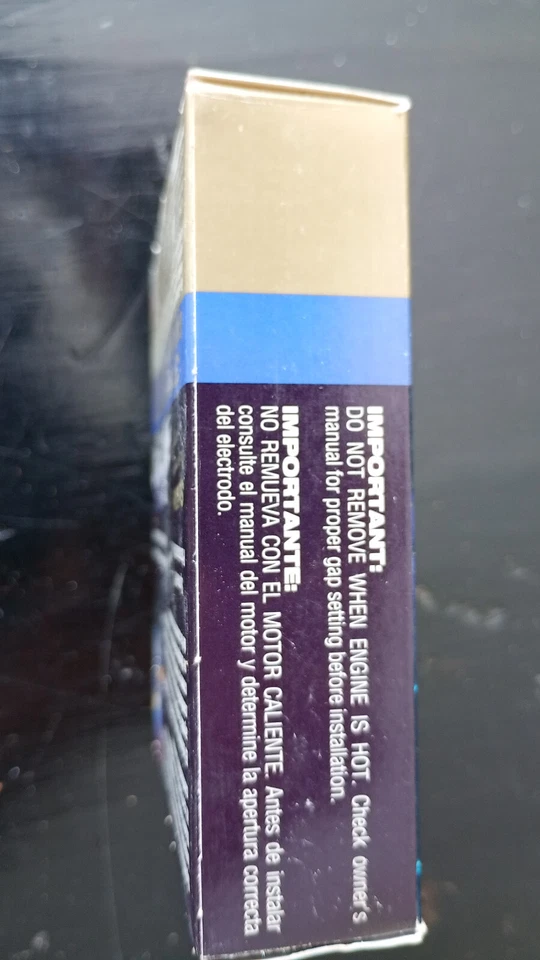 IMPORTANT:
DO NOT REMOVE WHEN ENGINE IS HOT. Check owner's
manual for proper gap setting before installation.
IMPORTANTE:
NO REMUEVA CON EL MOTOR CALIENTE. Antes de instalar
consulte el manual del motor y determine la apertura correcta
del electrodo.